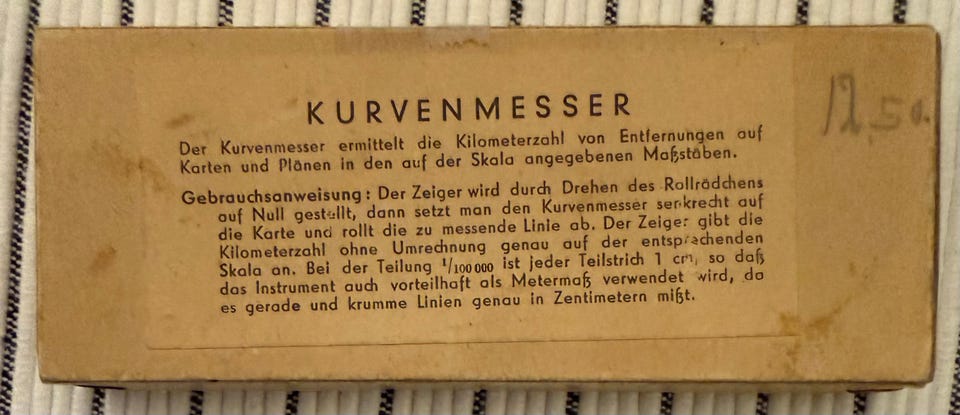 KURVENMESSER
12.50.
Der Kurvenmesser ermittelt die Kilometerzahl von Entfernungen auf
Karten und Plänen in den auf der Skala angegebenen Maßstäben.
Gebrauchsanweisung: Der Zeiger wird durch Drehen des Rollrädchens
auf Null gestellt, dann setzt man den Kurvenmesser senkrecht auf
die Karte und rollt die zu messende Linie ab. Der Zeiger gibt die
Kilometerzahl ohne Umrechnung genau auf der entsprechenden
Skala an. Bei der Teilung 1/100 000 ist jeder Teilstrich 1 cm, so daß
das Instrument auch vorteilhaft als Metermaß verwendet wird, da
es gerade und krumme Linien genau in Zentimetern mißt.